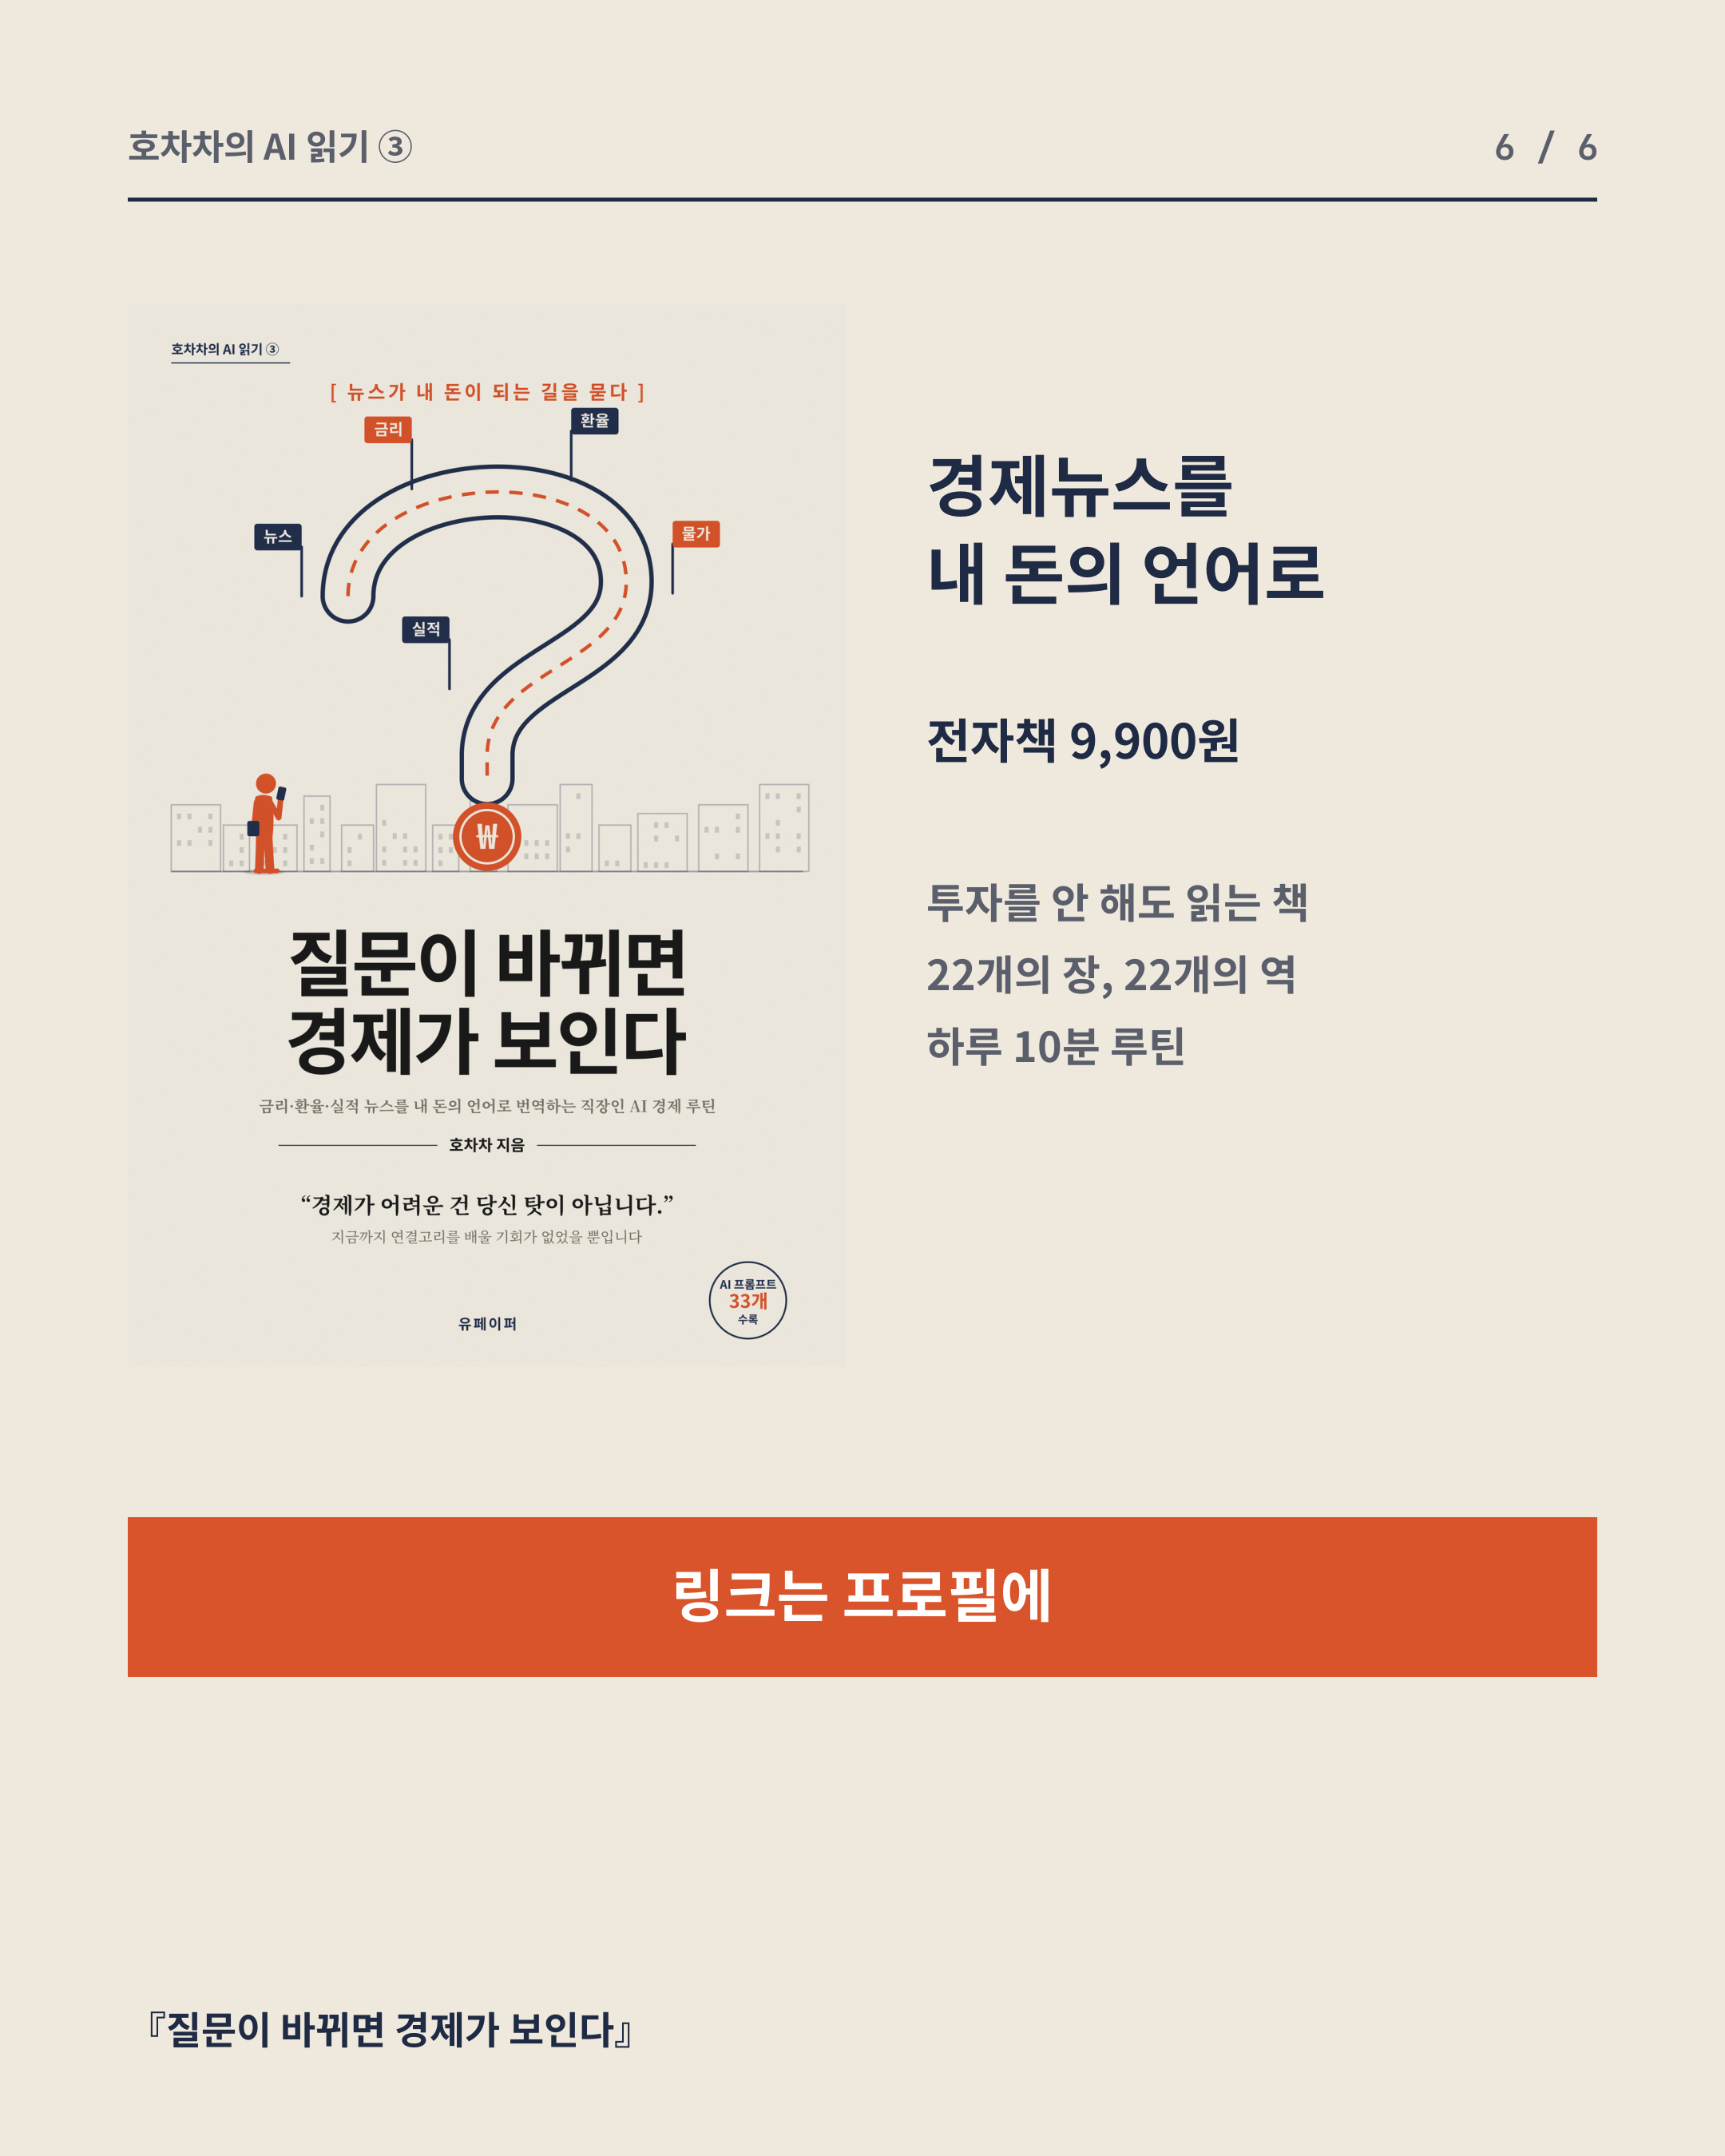 호차차의 AI 읽기 ③
6 / 6
호차차의 AI 읽기 ③
[ 뉴스가 내 돈이 되는 길을 묻다 ]
금리
환율
뉴스
물가
실적
₩
질문이 바뀌면
경제가 보인다
금리·환율·실적 뉴스를 내 돈의 언어로 번역하는 직장인 AI 경제 루틴
호차차 지음
“경제가 어려운 건 당신 탓이 아닙니다.”
지금까지 연결고리를 배울 기회가 없었을 뿐입니다
AI 프롬프트
33개
수록
유페이퍼
경제뉴스를
내 돈의 언어로
전자책 9,900원
투자를 안 해도 읽는 책
22개의 장, 22개의 역
하루 10분 루틴
링크는 프로필에
『질문이 바뀌면 경제가 보인다』